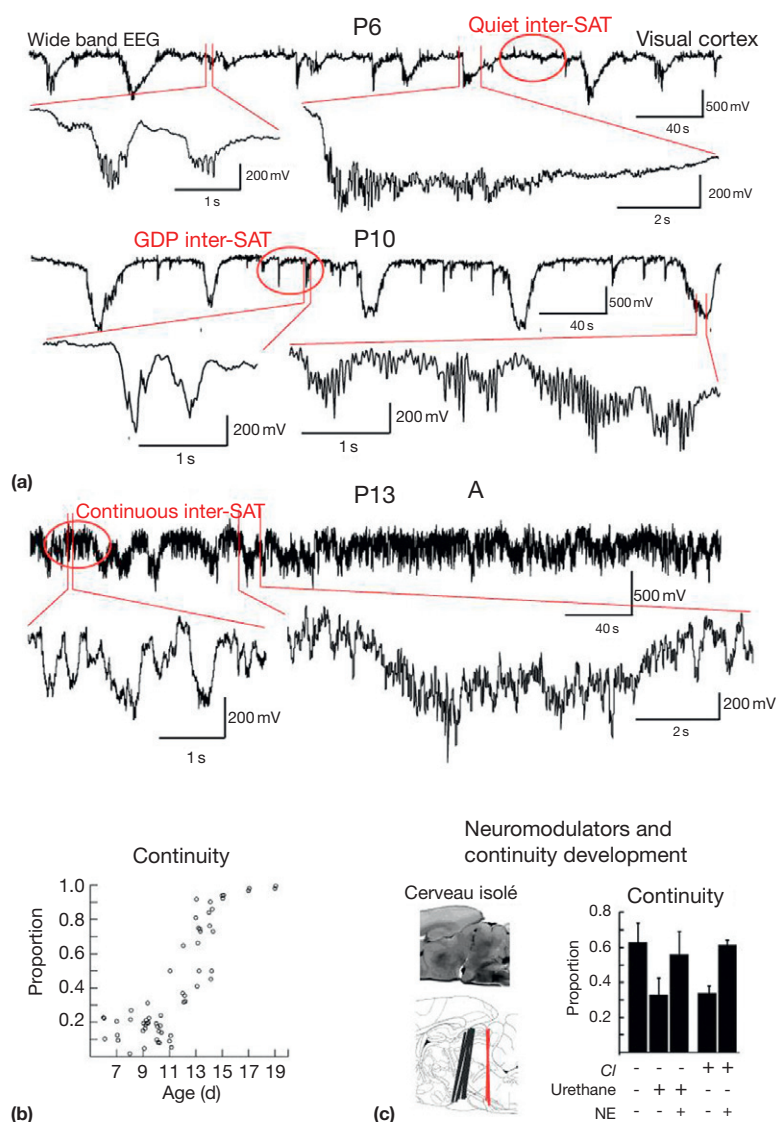 P6
Quiet inter-SAT
Wide band EEG
Visual cortex
500 mV
40 s
200 mV
1 s
200 mV
2 s
GDP inter-SAT
P10
500 mV
40 s
200 mV
1 s
200 mV
1 s
(a)
P13
A
Continuous inter-SAT
500 mV
40 s
200 mV
1 s
200 mV
2 s
Continuity
Proportion
1.0
0.8
0.6
0.4
0.2
7 9 11 13 15 17 19
Age (d)
(b)
Neuromodulators and
continuity development
Cerveau isolé
Continuity
Proportion
0.8
0.6
0.4
0.2
CI - - - + +
Urethane - + + - -
NE - - + - +
(c)